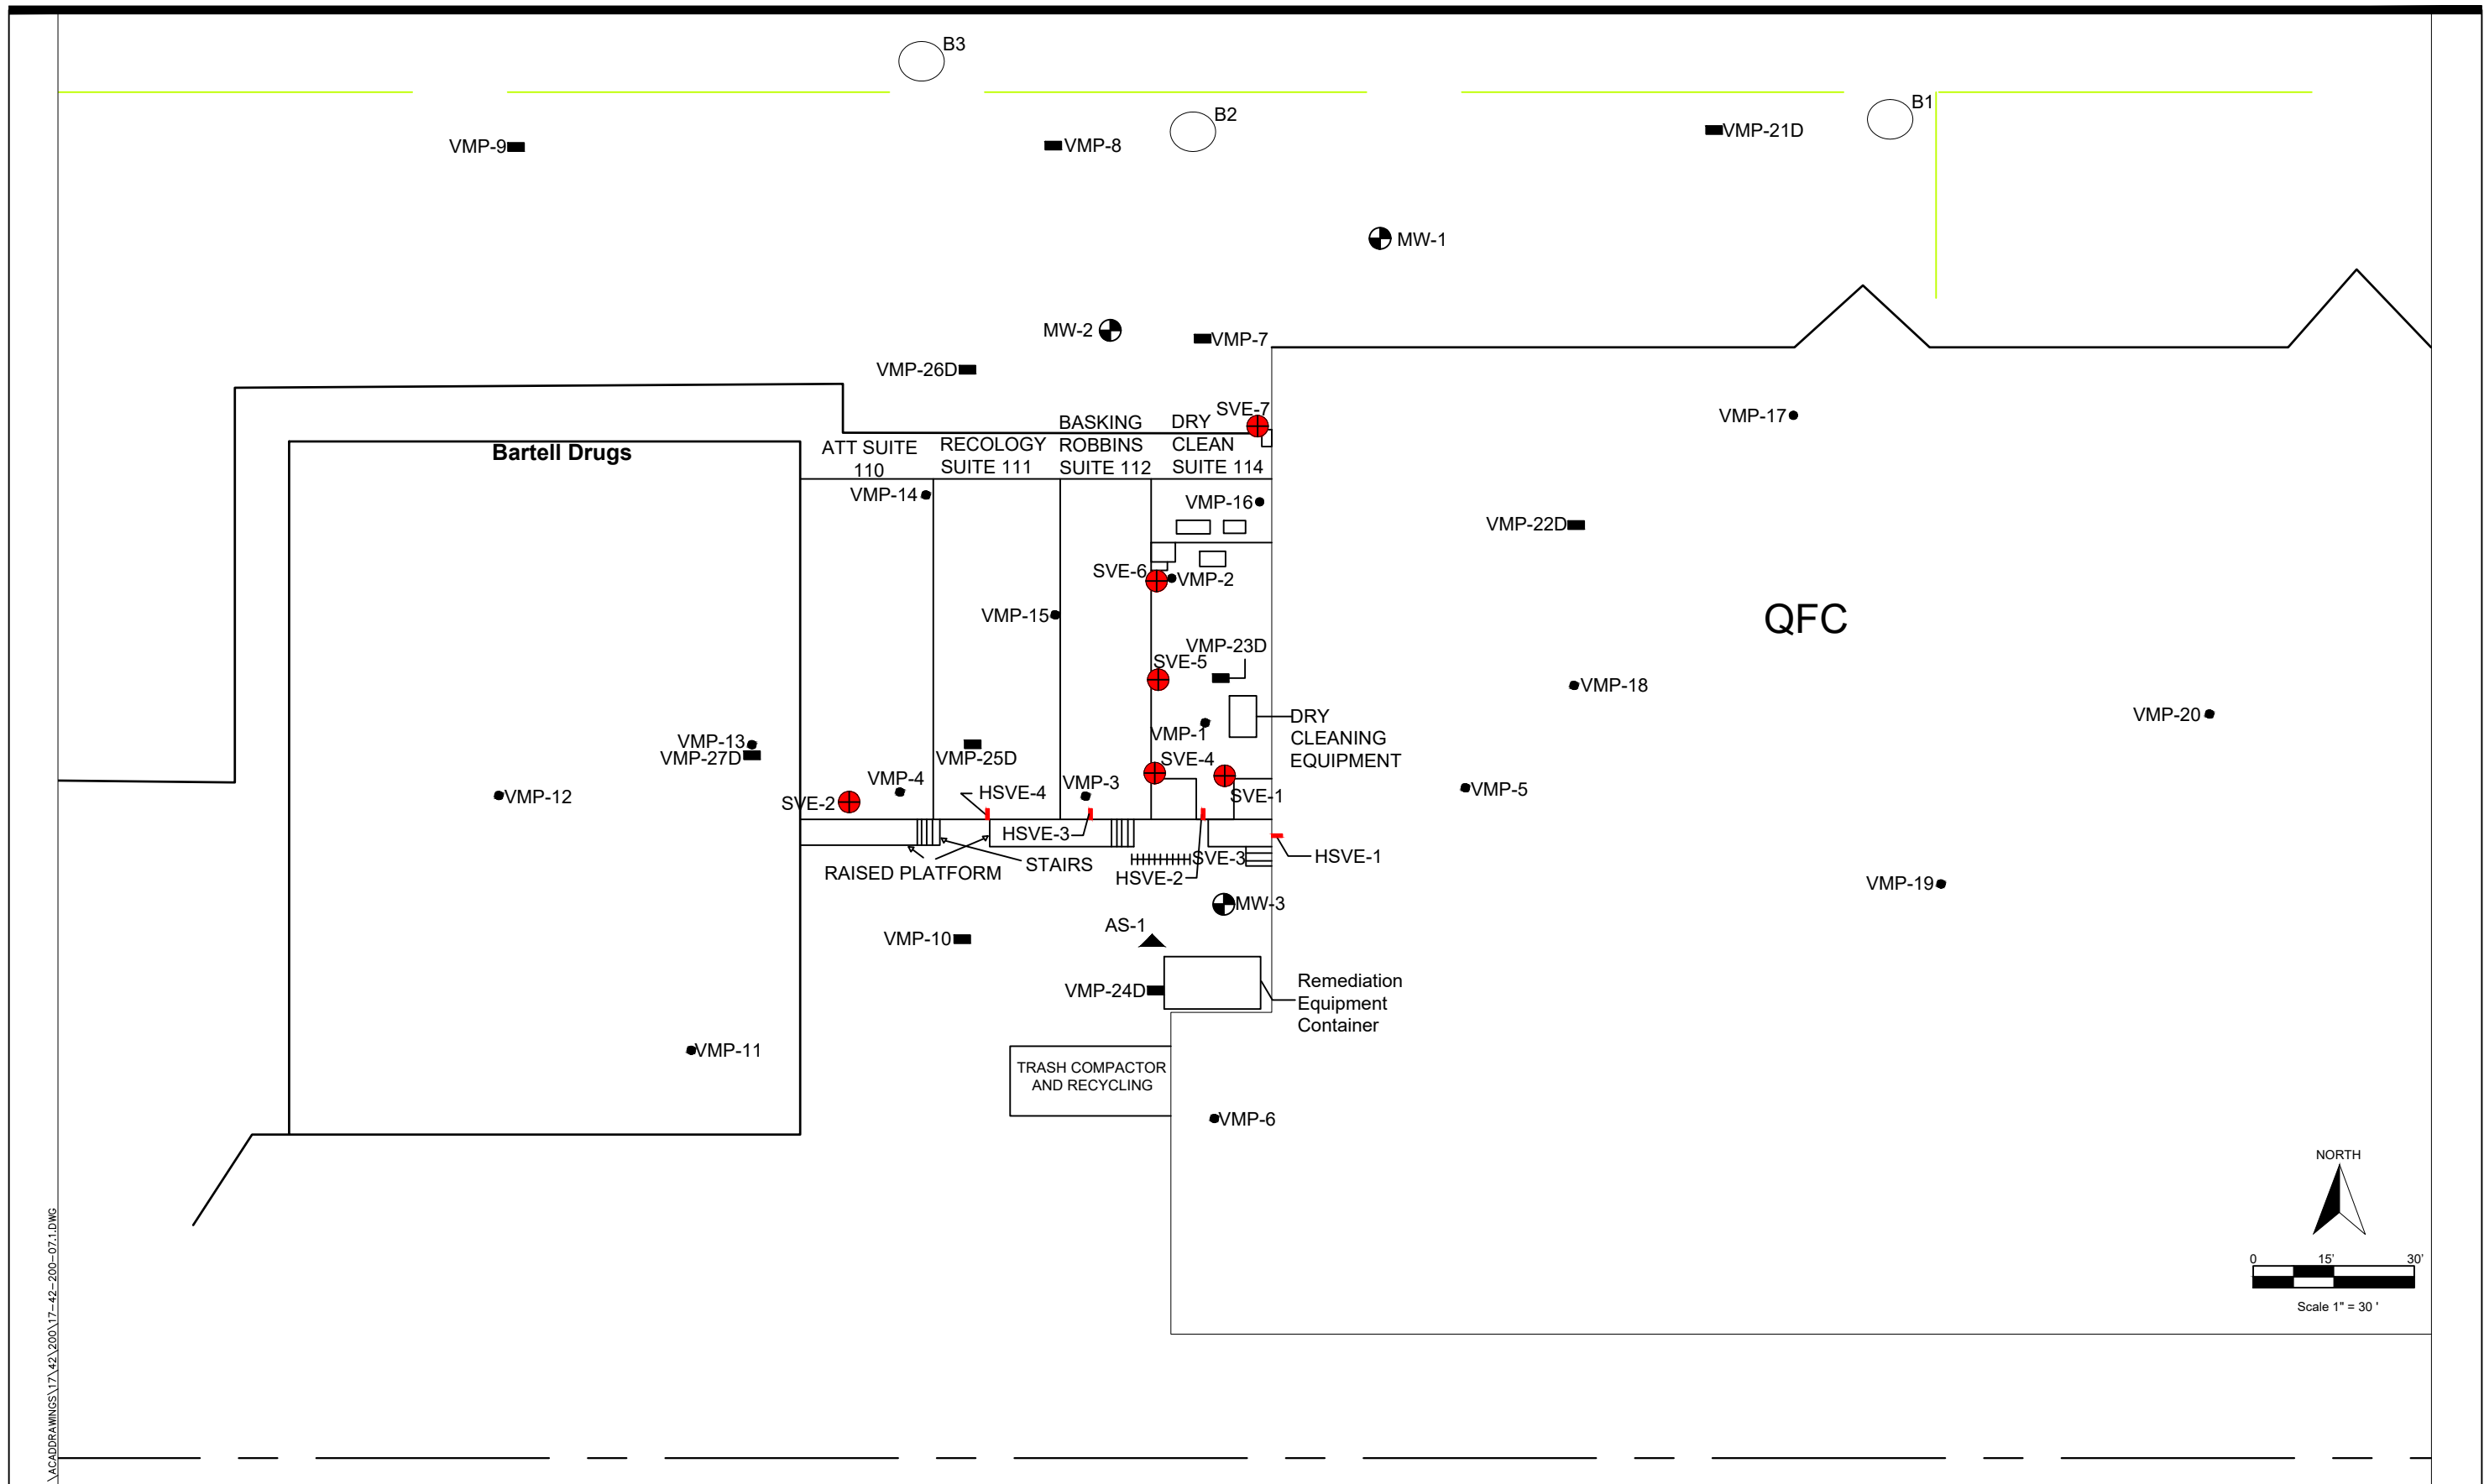 B3
B2
B1
VMP-9
VMP-8
VMP-21D
MW-1
MW-2
VMP-7
VMP-26D
SVE-7
VMP-17
Bartell Drugs
ATT SUITE
110
RECOLOGY
SUITE 111
BASKING
ROBBINS
SUITE 112
DRY
CLEAN
SUITE 114
VMP-14
VMP-16
VMP-22D
SVE-6
VMP-2
VMP-15
QFC
VMP-23D
SVE-5
VMP-18
VMP-20
VMP-1
DRY
CLEANING
EQUIPMENT
VMP-13
VMP-27D
VMP-25D
SVE-4
VMP-12
VMP-4
SVE-2
HSVE-4
VMP-3
SVE-1
VMP-5
HSVE-3
RAISED PLATFORM
STAIRS
SVE-3
HSVE-2
HSVE-1
VMP-19
MW-3
AS-1
VMP-10
VMP-24D
Remediation
Equipment
Container
VMP-11
TRASH COMPACTOR
AND RECYCLING
VMP-6
NORTH
0 15' 30'
Scale 1" = 30 '
\ACADDRAWINGS\17\42\200\17-42-200-07.1.DWG